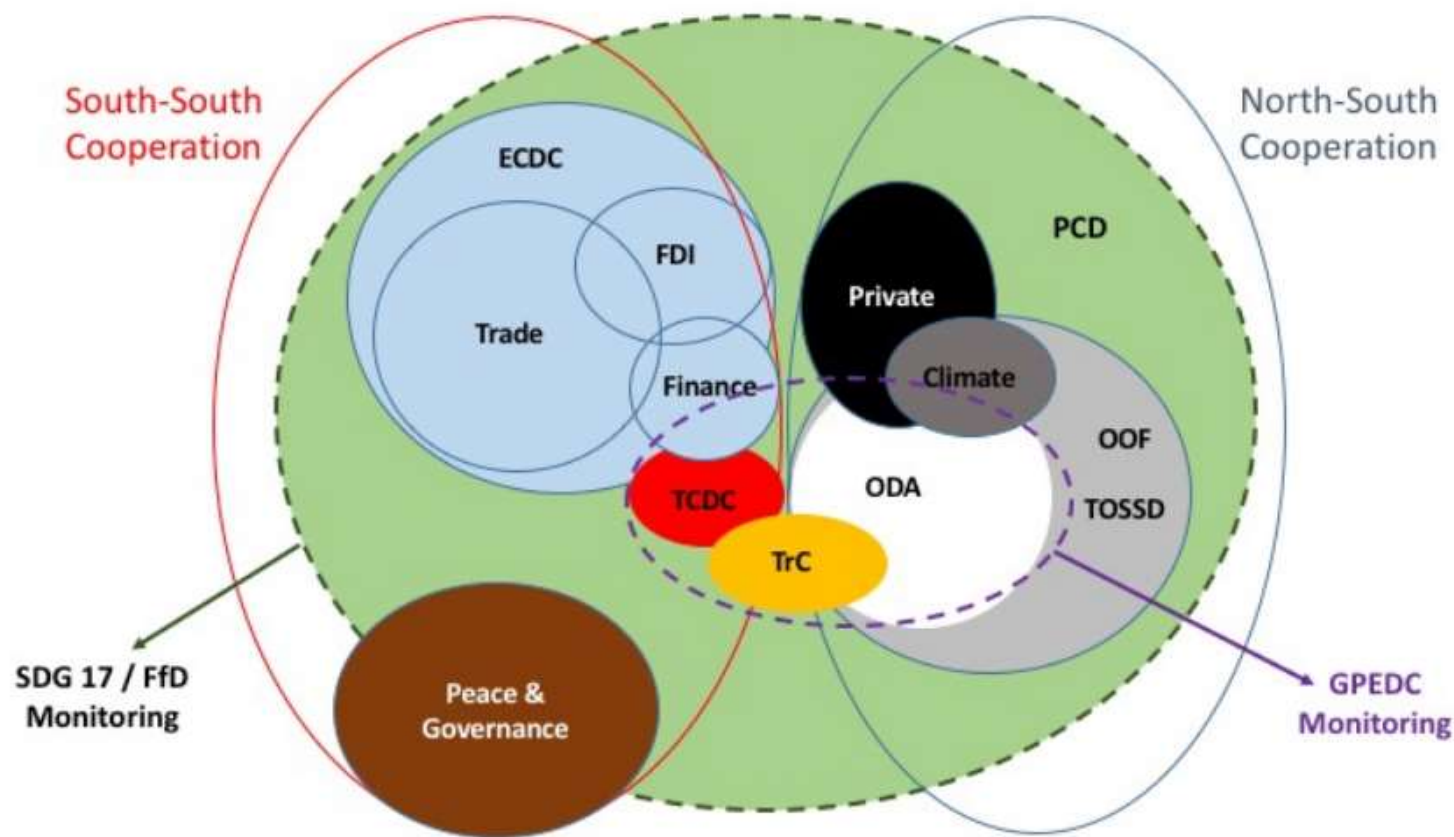 South-South
Cooperation
North-South
Cooperation
ECDC
FDI
PCD
Private
Trade
Finance
Climate
OOF
ODA
TCDC
TOSSD
TrC
SDG 17 / FfD
Monitoring
Peace &
Governance
GPEDC
Monitoring